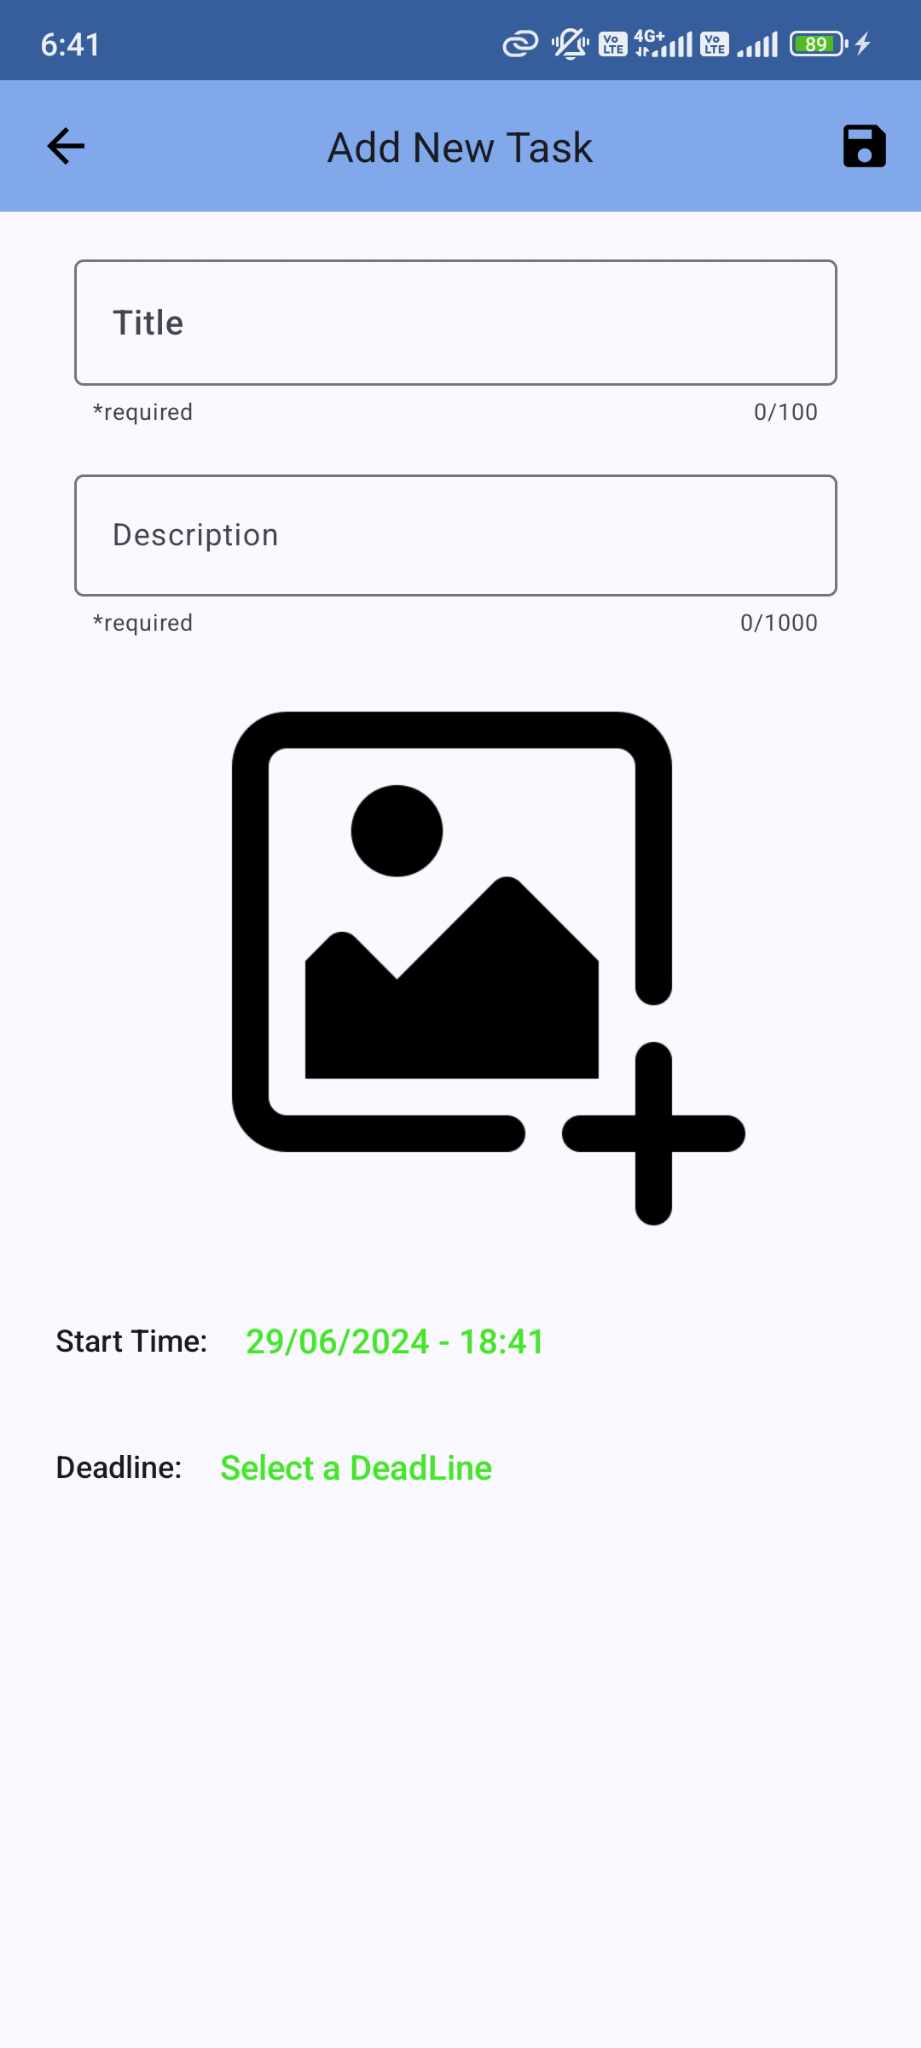 6:41 Vo LTE 4G+ Vo LTE 89
Add New Task
Title
*required 0/100
Description
*required 0/1000
Start Time: 29/06/2024 - 18:41
Deadline: Select a DeadLine